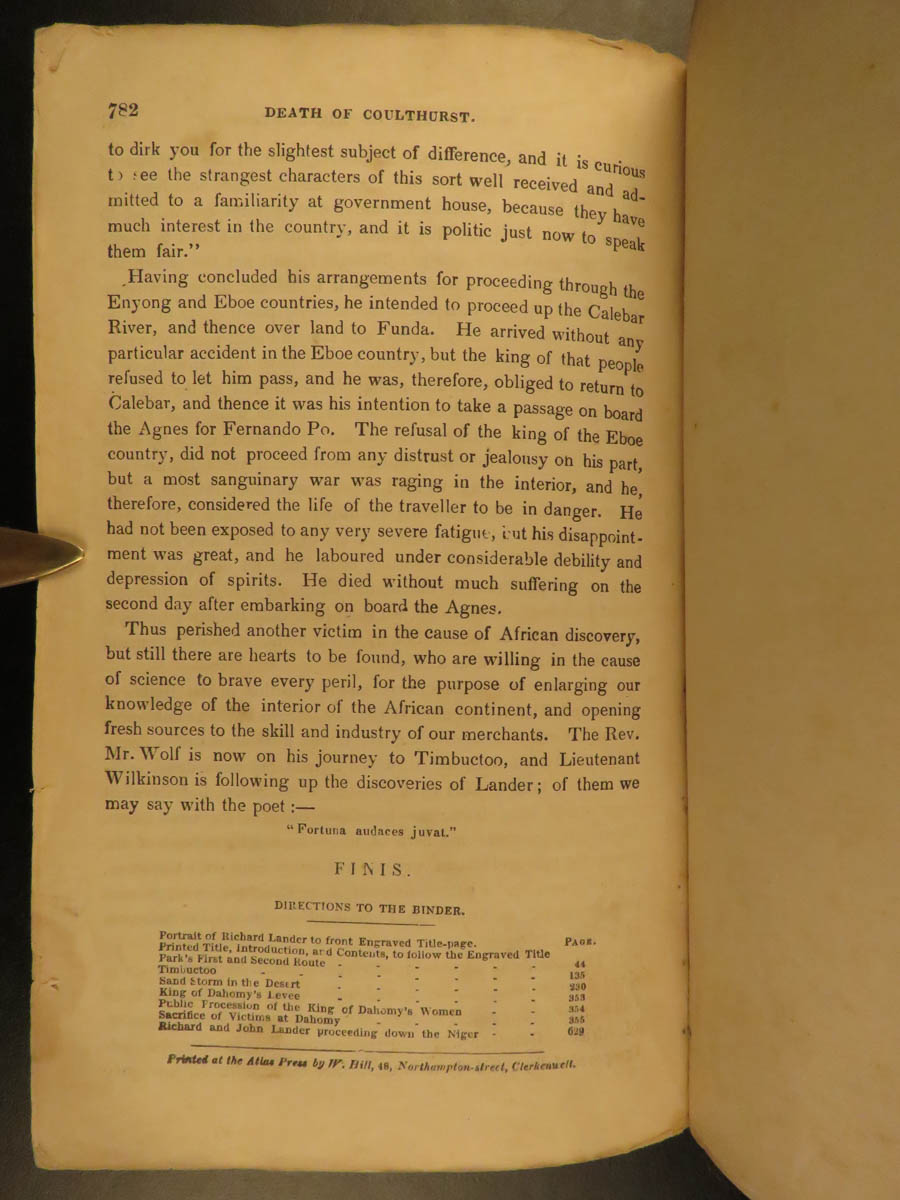 782 DEATH OF COULTHURST.
to dirk you for the slightest subject of difference, and it is curious
to see the strangest characters of this sort well received and ad-
mitted to a familiarity at government house, because they have
much interest in the country, and it is politic just now to speak
them fair.”
Having concluded his arrangements for proceeding through the
Enyong and Eboe countries, he intended to proceed up the Calebar
River, and thence over land to Funda. He arrived without any
particular accident in the Eboe country, but the king of that people
refused to let him pass, and he was, therefore, obliged to return to
Calebar, and thence it was his intention to take a passage on board
the Agnes for Fernando Po. The refusal of the king of the Eboe
country, did not proceed from any distrust or jealousy on his part,
but a most sanguinary war was raging in the interior, and he,
therefore, considered the life of the traveller to be in danger. He
had not been exposed to any very severe fatigue, but his disappoint-
ment was great, and he laboured under considerable debility and
depression of spirits. He died without much suffering on the
second day after embarking on board the Agnes.
Thus perished another victim in the cause of African discovery,
but still there are hearts to be found, who are willing in the cause
of science to brave every peril, for the purpose of enlarging our
knowledge of the interior of the African continent, and opening
fresh sources to the skill and industry of our merchants. The Rev.
Mr. Wolf is now on his journey to Timbuctoo, and Lieutenant
Wilkinson is following up the discoveries of Lander; of them we
may say with the poet :—
“Fortuna audaces juvat.”
FINIS.
DIRECTIONS TO THE BINDER.
PAGE.
Portrait of Richard Lander to front Engraved Title-page.
Printed Title, Introduction, and Contents, to follow the Engraved Title
Park's First and Second Route - - - - - - 44
Timbuctoo - - - - - - - 135
Sand Storm in the Desert - - - - - - 230
King of Dahomy's Levee - - - - - - 353
Public Procession of the King of Dahomy's Women - - 354
Sacrifice of Victims at Dahomy - - - - - 355
Richard and John Lander proceeding down the Niger - - 629
Printed at the Atlas Press by W. Hill, 48, Northampton-street, Clerkenwell.